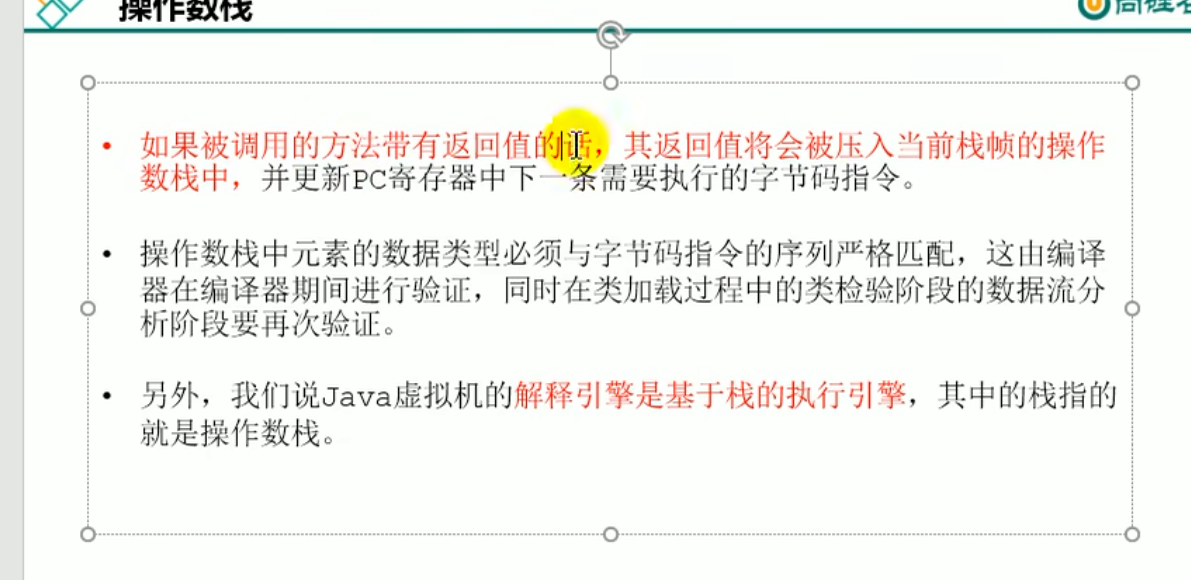 操作数栈
• 如果被调用的方法带有返回值的话，其返回值将会被压入当前栈帧的操作
数栈中，并更新PC寄存器中下一条需要执行的字节码指令。
• 操作数栈中元素的数据类型必须与字节码指令的序列严格匹配，这由编译
器在编译器期间进行验证，同时在类加载过程中的类检验阶段的数据流分
析阶段要再次验证。
• 另外，我们说Java虚拟机的解释引擎是基于栈的执行引擎，其中的栈指的
就是操作数栈。